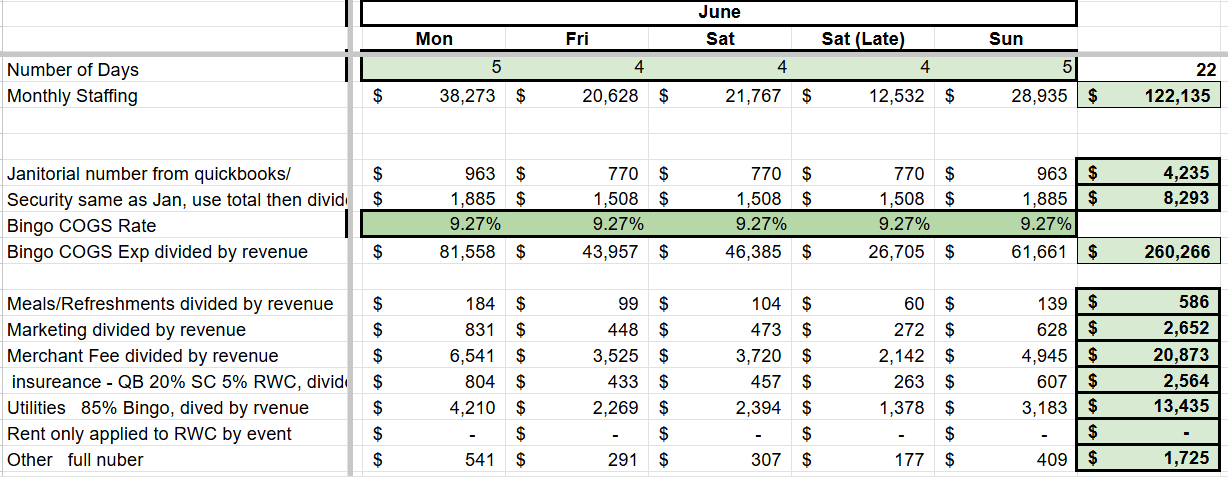 June
Mon Fri Sat Sat (Late) Sun
Number of Days 5 4 4 4 5 22
Monthly Staffing $ 38,273 $ 20,628 $ 21,767 $ 12,532 $ 28,935 $ 122,135
Janitorial number from quickbooks/ $ 963 $ 770 $ 770 $ 770 $ 963 $ 4,235
Security same as Jan, use total then divid $ 1,885 $ 1,508 $ 1,508 $ 1,508 $ 1,885 $ 8,293
Bingo COGS Rate 9.27% 9.27% 9.27% 9.27% 9.27%
Bingo COGS Exp divided by revenue $ 81,558 $ 43,957 $ 46,385 $ 26,705 $ 61,661 $ 260,266
Meals/Refreshments divided by revenue $ 184 $ 99 $ 104 $ 60 $ 139 $ 586
Marketing divided by revenue $ 831 $ 448 $ 473 $ 272 $ 628 $ 2,652
Merchant Fee divided by revenue $ 6,541 $ 3,525 $ 3,720 $ 2,142 $ 4,945 $ 20,873
insureance - QB 20% SC 5% RWC, divid $ 804 $ 433 $ 457 $ 263 $ 607 $ 2,564
Utilities 85% Bingo, dived by rvenue $ 4,210 $ 2,269 $ 2,394 $ 1,378 $ 3,183 $ 13,435
Rent only applied to RWC by event $ - $ - $ - $ - $ - $ -
Other full nuber $ 541 $ 291 $ 307 $ 177 $ 409 $ 1,725